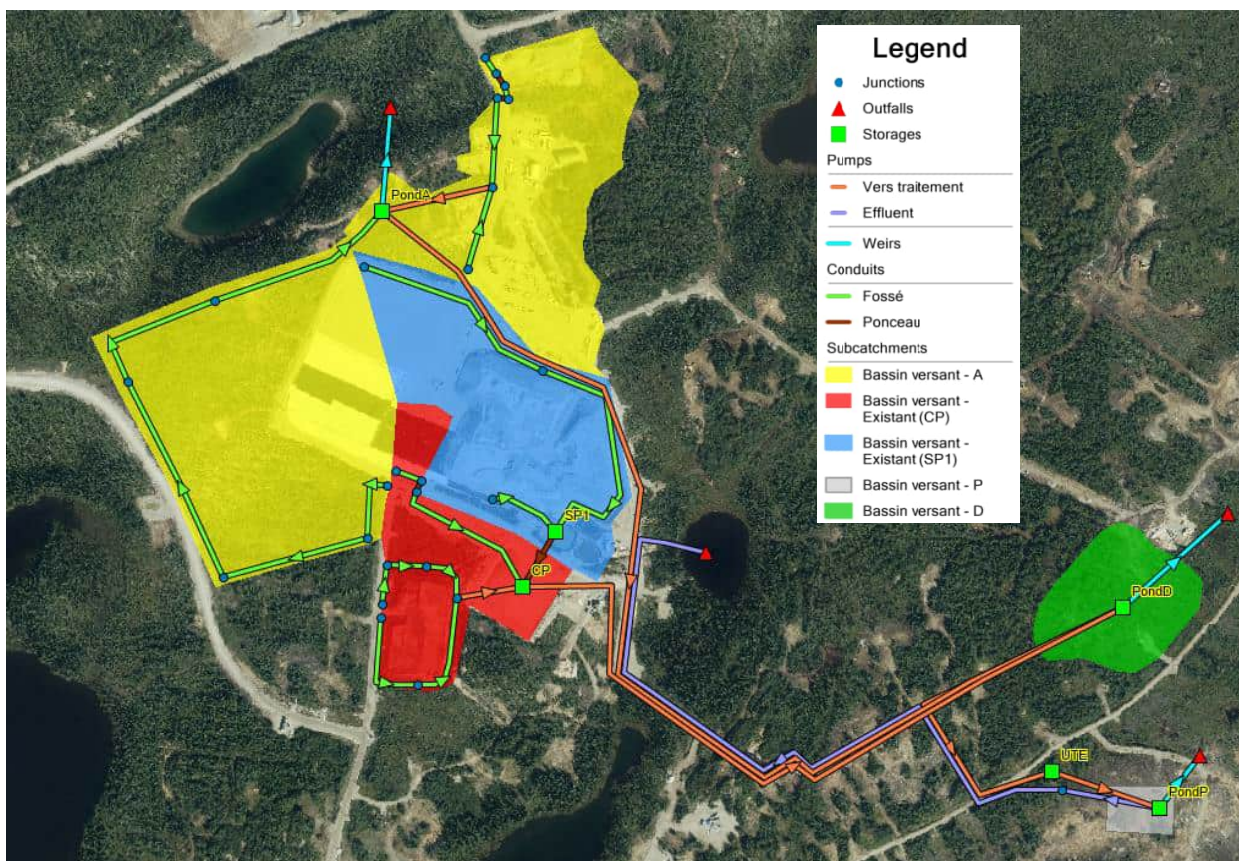 Legend
Junctions
Outfalls
Storages
Pumps
Vers traitement
Effluent
Weirs
Conduits
Fossé
Ponceau
Subcatchments
Bassin versant - A
Bassin versant -
Existant (CP)
Bassin versant -
Existant (SP1)
Bassin versant - P
Bassin versant - D
PondA
SP1
CP
PondD
UTE
PondP